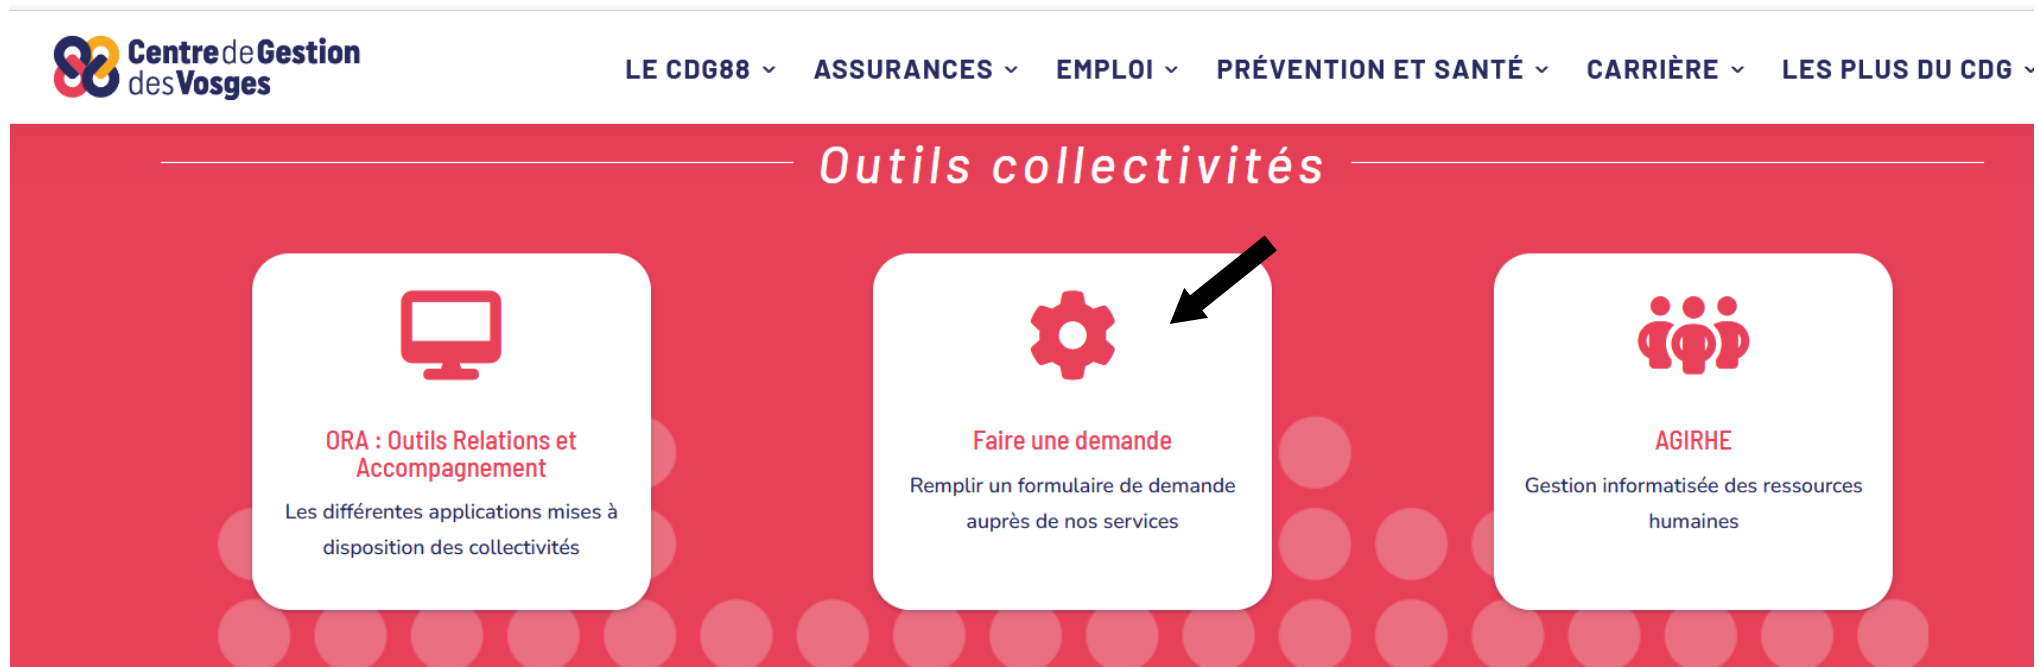 Centre de Gestion
des Vosges
LE CDG88
ASSURANCES
EMPLOI
PRÉVENTION ET SANTÉ
CARRIÈRE
LES PLUS DU CDG
Outils collectivités
ORA : Outils Relations et
Accompagnement
Les différentes applications mises à
disposition des collectivités
Faire une demande
Remplir un formulaire de demande
auprès de nos services
AGIRHE
Gestion informatisée des ressources
humaines